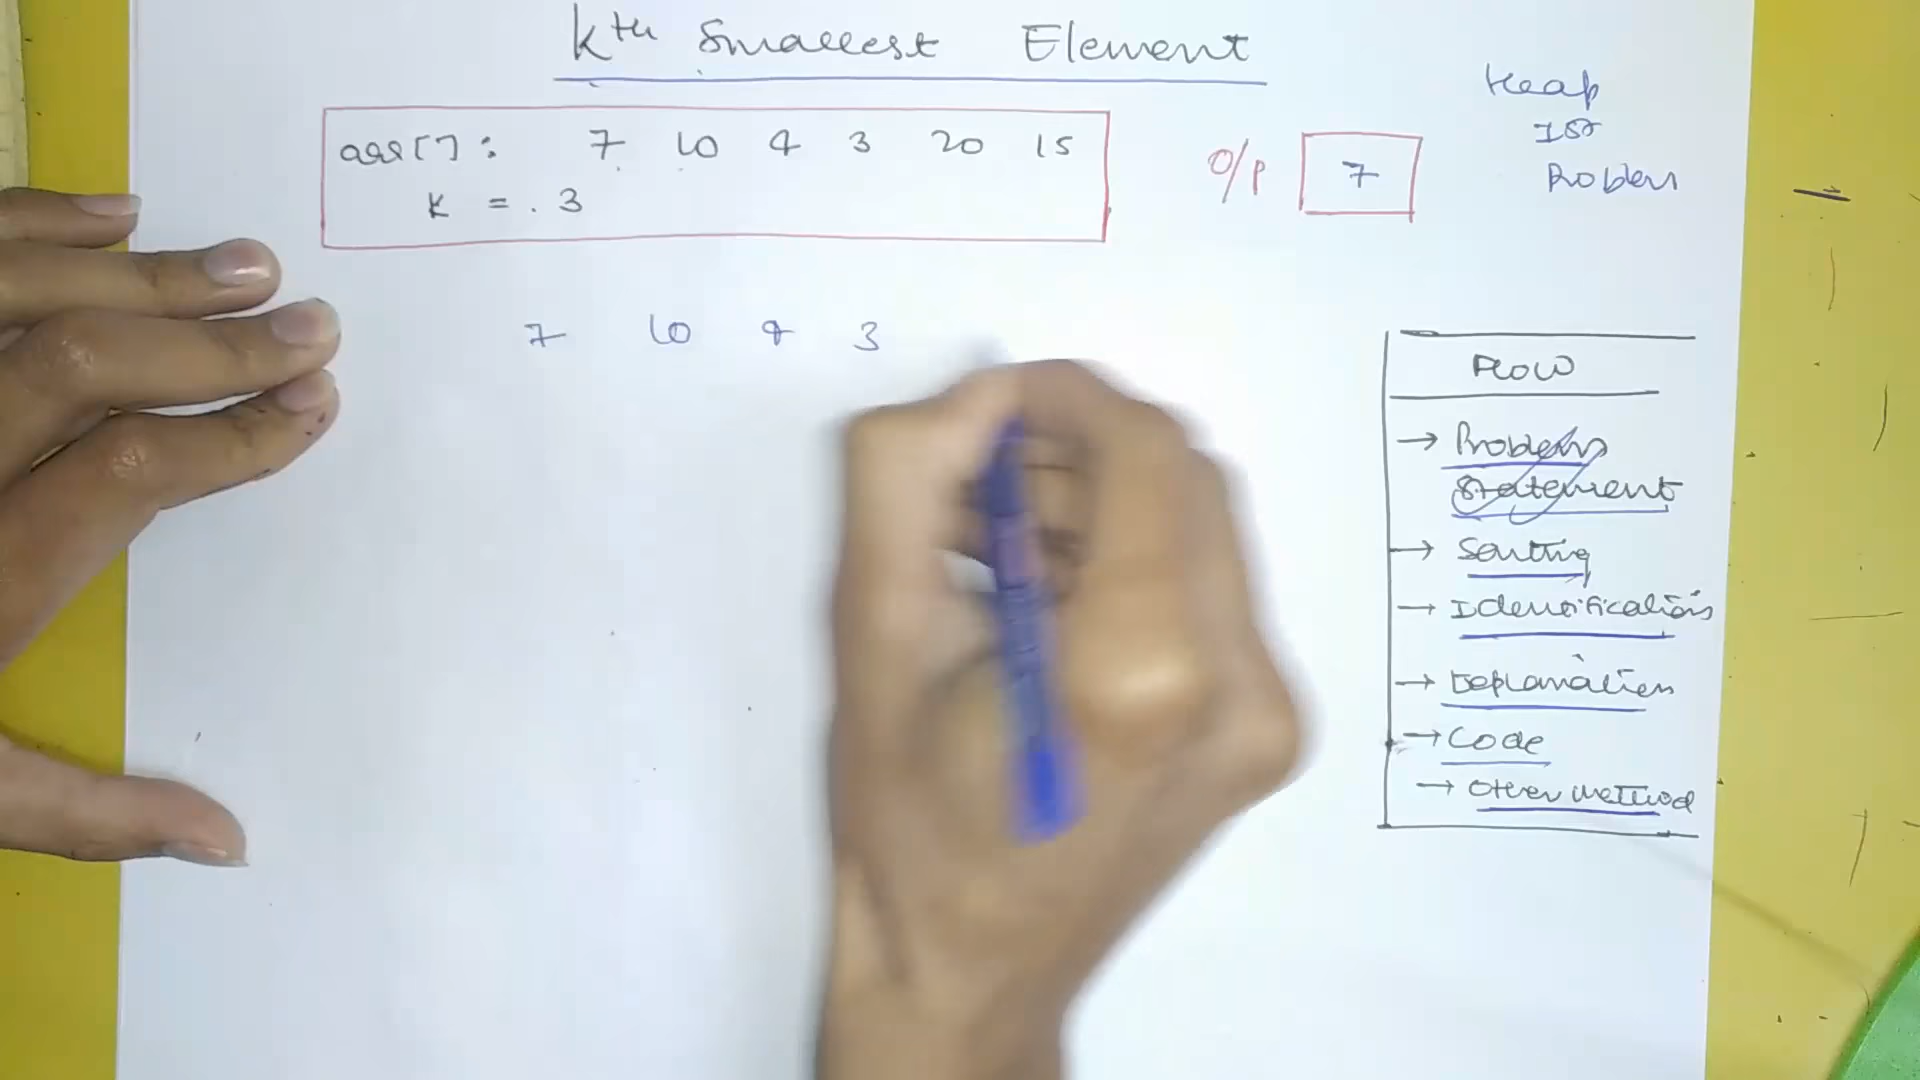 Kth Smallest Element
Heap
Ist
Problem
arr[] : 7 10 4 3 20 15
K = . 3
O/P 7
7 10 4 3
Flow
→ Problem
Statement
→ Sorting
→ Identification
→ Explanation
→ Code
→ Other method